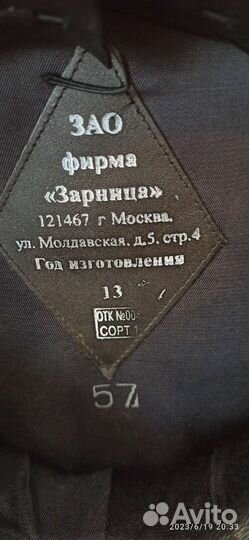 ЗАО
фирма
«Зарница»
121467 г Москва,
ул. Молдавская, д.5, стр.4
Год изготовления
13
ОТК №004
СОРТ 1
57
Avito
2023/6/19 20:33